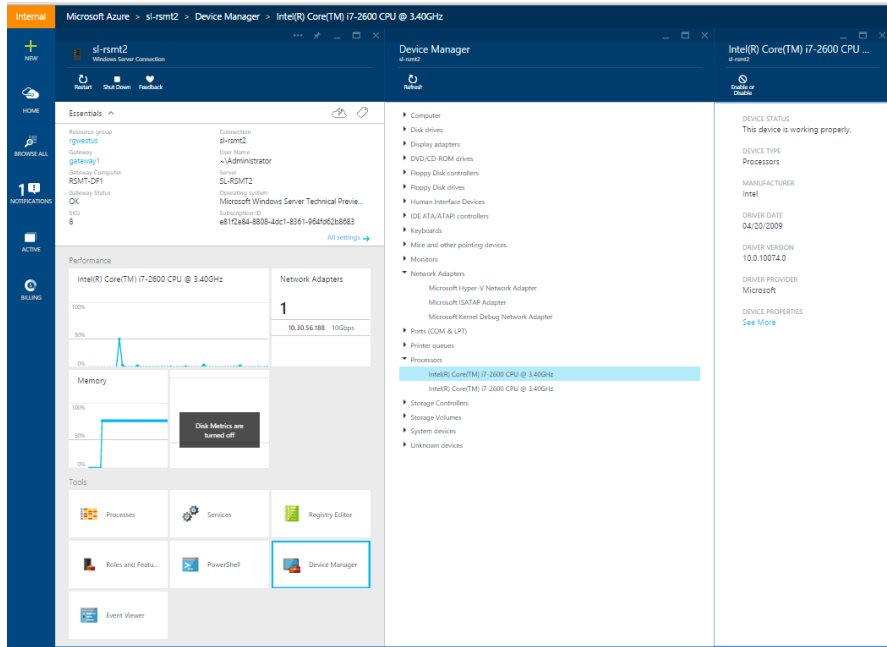 Internal
Microsoft Azure > sl-rsmt2 > Device Manager > Intel(R) Core(TM) i7-2600 CPU @ 3.40GHz
NEW
HOME
BROWSE ALL
1
NOTIFICATIONS
ACTIVE
BILLING
sl-rsmt2
Windows Server Connection
Restart Shut Down Feedback
Essentials
Resource group
rgwestus
Gateway
gateway1
Gateway Computer
RSMT-DF1
Gateway Status
OK
SKU
8
Connection
sl-rsmt2
User Name
~\Administrator
Server
SL-RSMT2
Operating system
Microsoft Windows Server Technical Previe...
Subscription ID
e81f2e84-8808-4dc1-8361-964fd62b8683
All settings
Performance
Intel(R) Core(TM) i7-2600 CPU @ 3.40GHz
100%
50%
0%
Network Adapters
1
10.30.56.188 10Gbps
Memory
100%
50%
0%
Disk Metrics are
turned off
Tools
Processes
Services
Registry Editor
Roles and Featu...
PowerShell
Device Manager
Event Viewer
Device Manager
sl-rsmt2
Refresh
Computer
Disk drives
Display adapters
DVD/CD-ROM drives
Floppy Disk controllers
Floppy Disk drives
Human Interface Devices
IDE ATA/ATAPI controllers
Keyboards
Mice and other pointing devices
Monitors
Network Adapters
Microsoft Hyper-V Network Adapter
Microsoft ISATAP Adapter
Microsoft Kernel Debug Network Adapter
Ports (COM & LPT)
Printer queues
Processors
Intel(R) Core(TM) i7-2600 CPU @ 3.40GHz
Intel(R) Core(TM) i7-2600 CPU @ 3.40GHz
Storage Controllers
Storage Volumes
System devices
Unknown devices
Intel(R) Core(TM) i7-2600 CPU ...
sl-rsmt2
Enable or
Disable
DEVICE STATUS
This device is working properly.
DEVICE TYPE
Processors
MANUFACTURER
Intel
DRIVER DATE
04/20/2009
DRIVER VERSION
10.0.10074.0
DRIVER PROVIDER
Microsoft
DEVICE PROPERTIES
See More